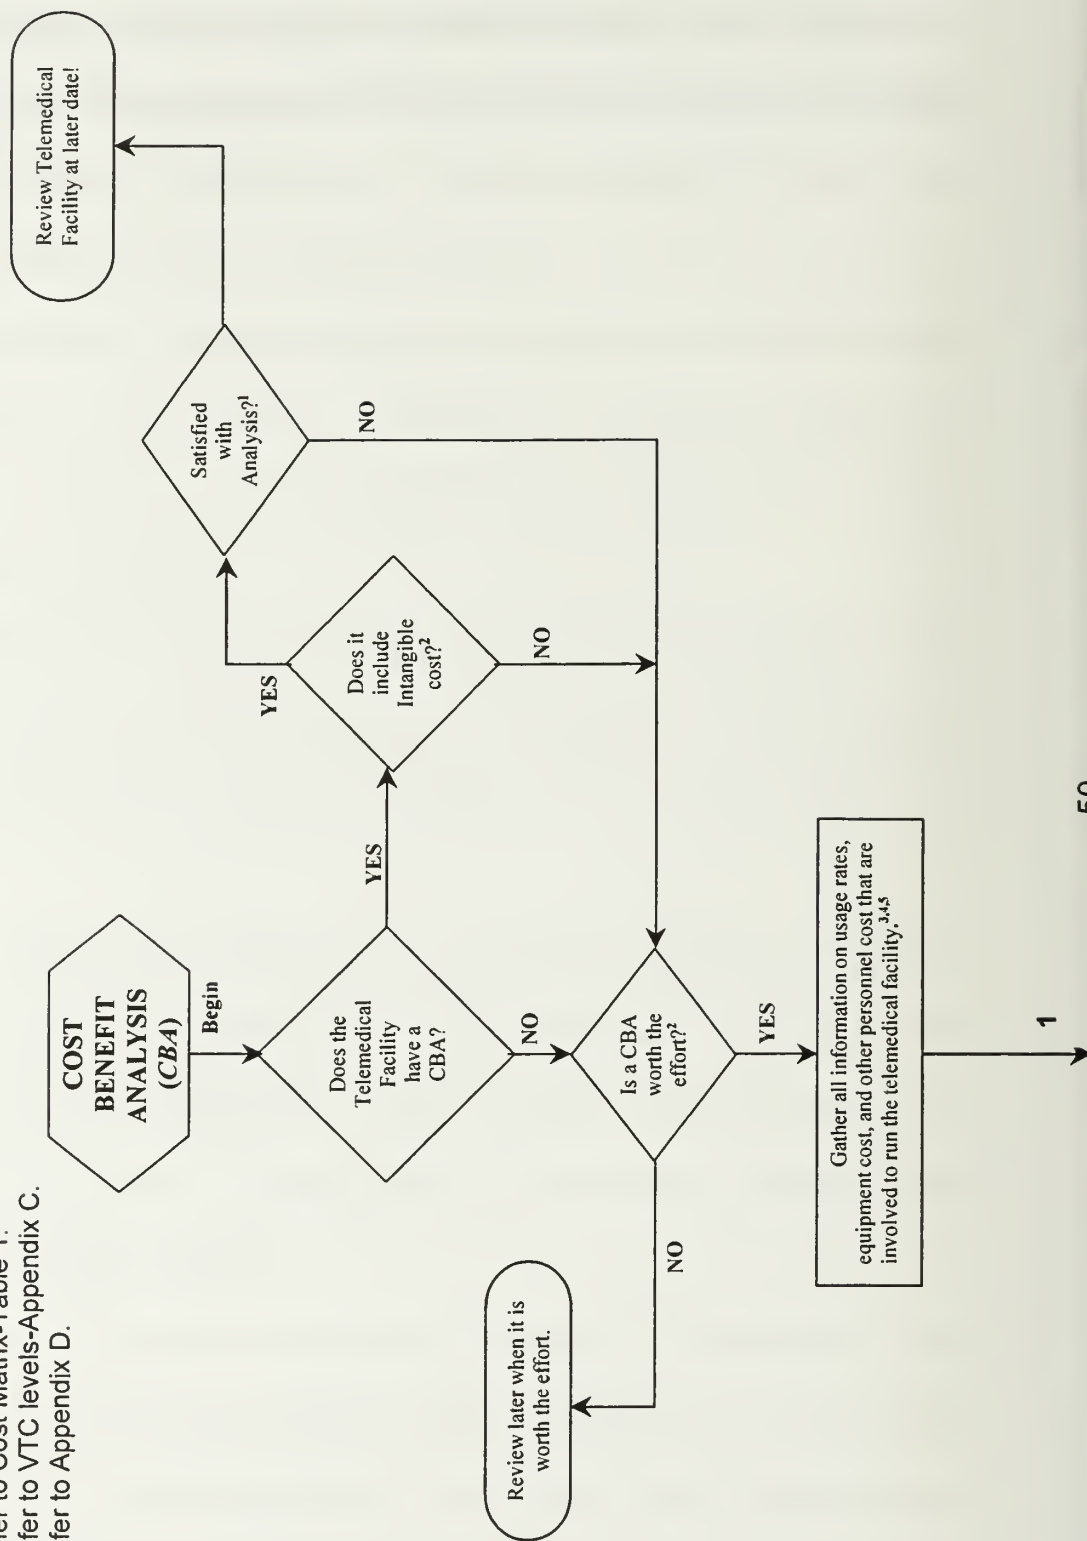 fer to Cost Matrix-Table 1.
fer to VTC levels-Appendix C.
fer to Appendix D.
COST
BENEFIT
ANALYSIS
(CBA)
Begin
Does the
Telemedical
Facility
have a
CBA?
YES
NO
Does it
include
Intangible
cost?²
YES
NO
Satisfied
with
Analysis?¹
NO
Review Telemedical
Facility at later date!
Is a CBA
worth the
effort?²
NO
YES
Review later when it is
worth the effort.
Gather all information on usage rates,
equipment cost, and other personnel cost that are
involved to run the telemedical facility.³,⁴,⁵
1